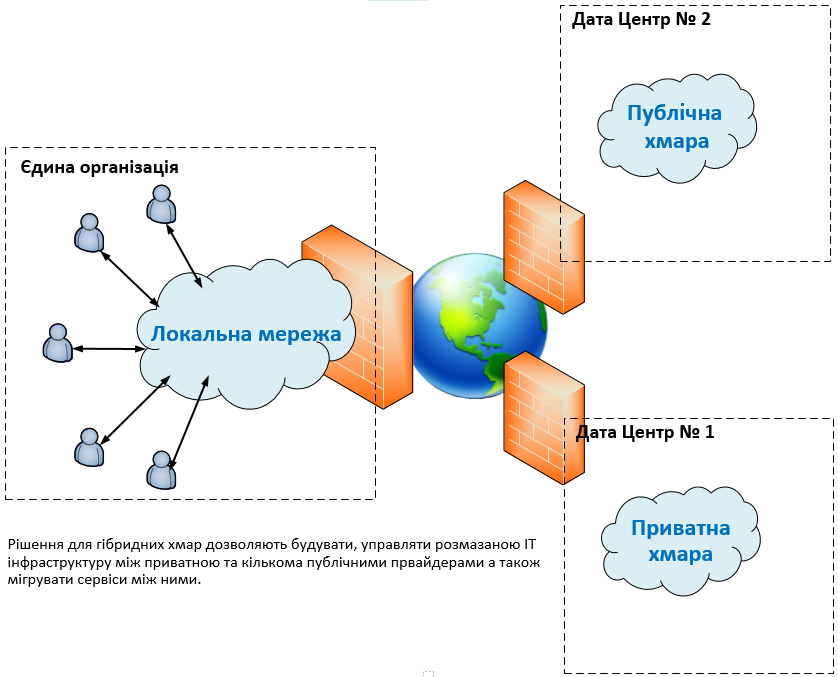 Дата Центр № 2
Публічна
хмара
Єдина організація
Локальна мережа
Дата Центр № 1
Приватна
хмара
Рішення для гібридних хмар дозволяють будувати, управляти розмазаною ІТ
інфраструктуру між приватною та кількома публічними првайдерами а також
мігрувати сервіси між ними.